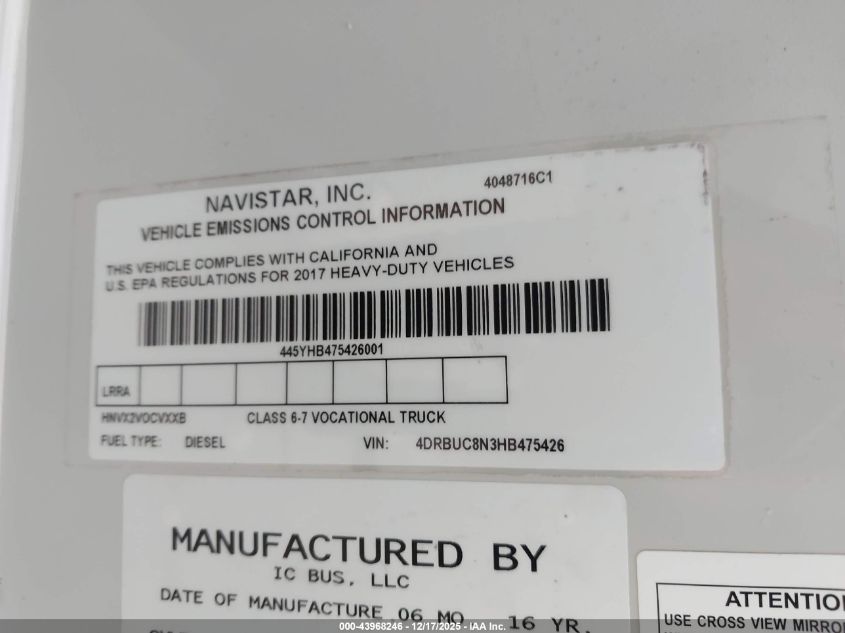 NAVISTAR, INC.
4048716C1
VEHICLE EMISSIONS CONTROL INFORMATION
THIS VEHICLE COMPLIES WITH CALIFORNIA AND
U.S. EPA REGULATIONS FOR 2017 HEAVY-DUTY VEHICLES
445YHB475426001
LRRA
HNVX2VOCVXXB CLASS 6-7 VOCATIONAL TRUCK
FUEL TYPE: DIESEL VIN: 4DRBUC8N3HB475426
MANUFACTURED BY
IC BUS, LLC
DATE OF MANUFACTURE 06 MO 16 YR.
ATTENTIO
USE CROSS VIEW MIRROR
000-43968246 - 12/17/2025 - IAA Inc.